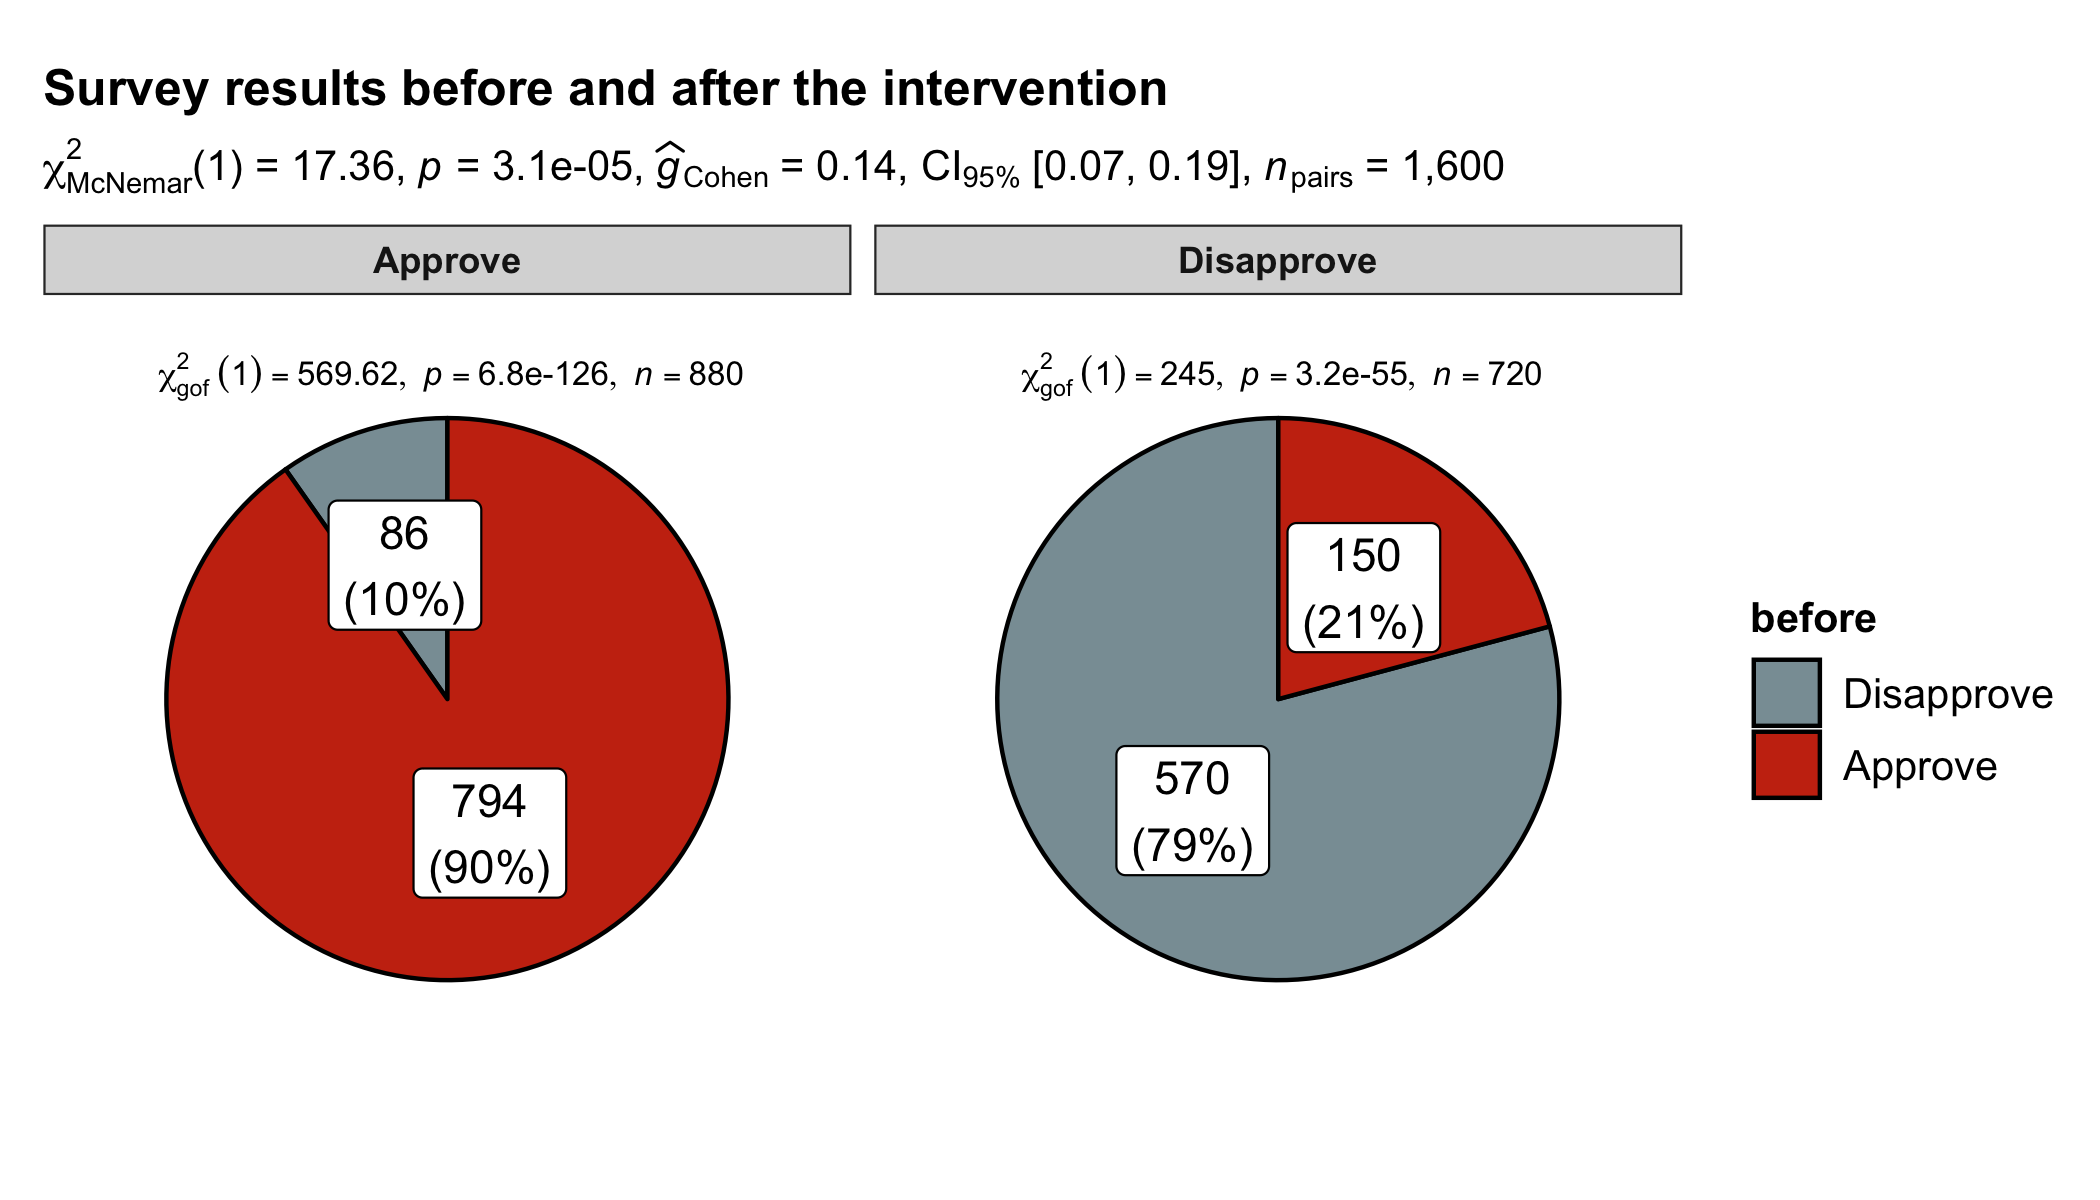 Survey results before and after the intervention
χ²McNemar(1) = 17.36, p = 3.1e-05, ĝCohen = 0.14, CI95% [0.07, 0.19], npairs = 1,600
Approve
Disapprove
χ²gof (1) = 569.62, p = 6.8e-126, n = 880
χ²gof (1) = 245, p = 3.2e-55, n = 720
86
(10%)
794
(90%)
150
(21%)
570
(79%)
before
Disapprove
Approve